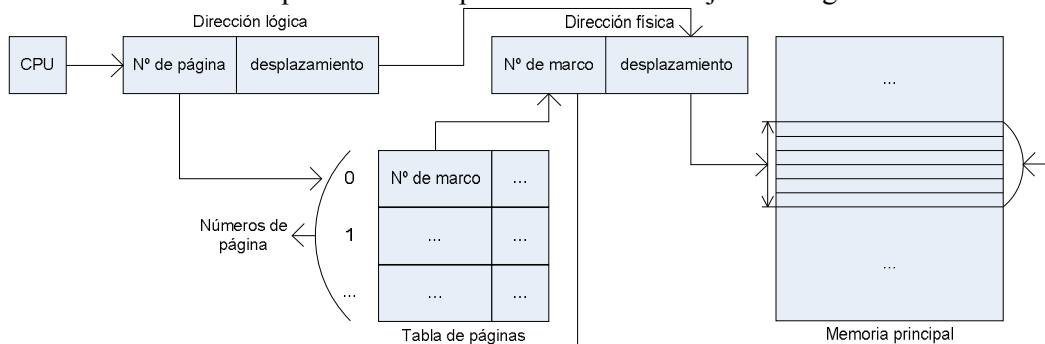 Dirección lógica
Dirección física
CPU
Nº de página
desplazamiento
Nº de marco
desplazamiento
...
0
Nº de marco
...
Números de
página
1
...
...
...
...
...
...
Tabla de páginas
Memoria principal